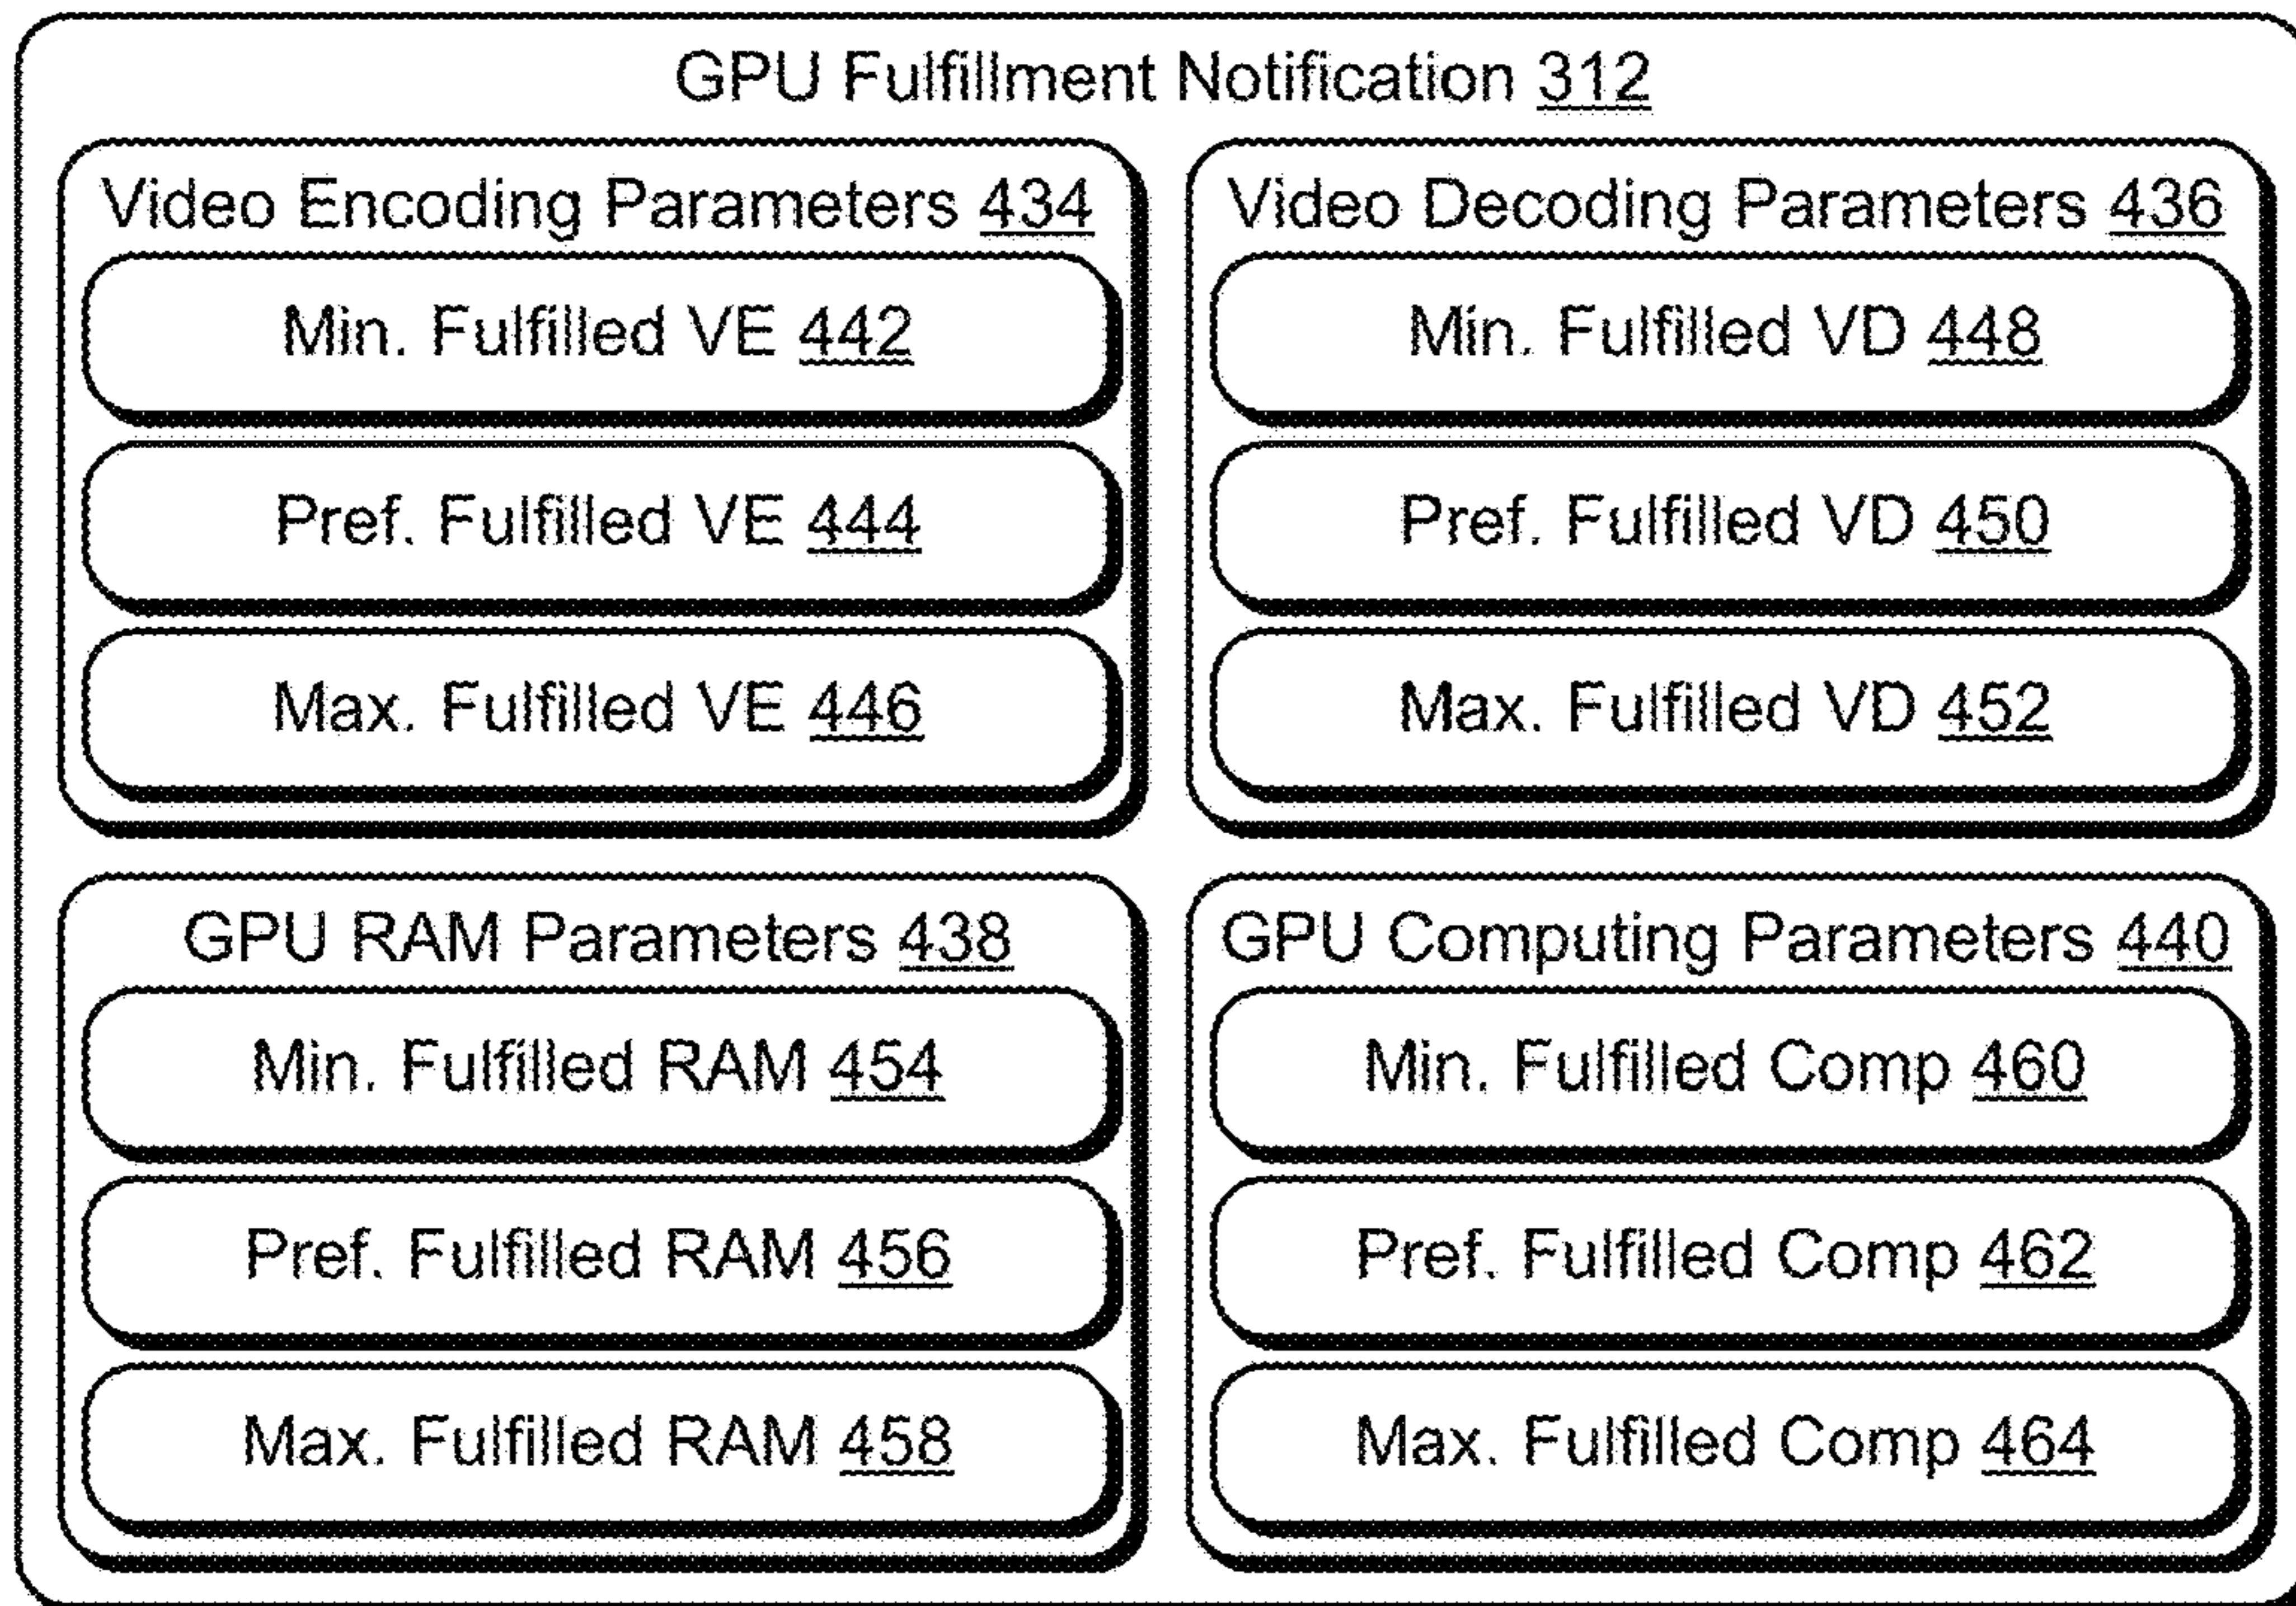 GPU Fulfillment Notification 312
Video Encoding Parameters 434
Min. Fulfilled VE 442
Pref. Fulfilled VE 444
Max. Fulfilled VE 446
Video Decoding Parameters 436
Min. Fulfilled VD 448
Pref. Fulfilled VD 450
Max. Fulfilled VD 452
GPU RAM Parameters 438
Min. Fulfilled RAM 454
Pref. Fulfilled RAM 456
Max. Fulfilled RAM 458
GPU Computing Parameters 440
Min. Fulfilled Comp 460
Pref. Fulfilled Comp 462
Max. Fulfilled Comp 464